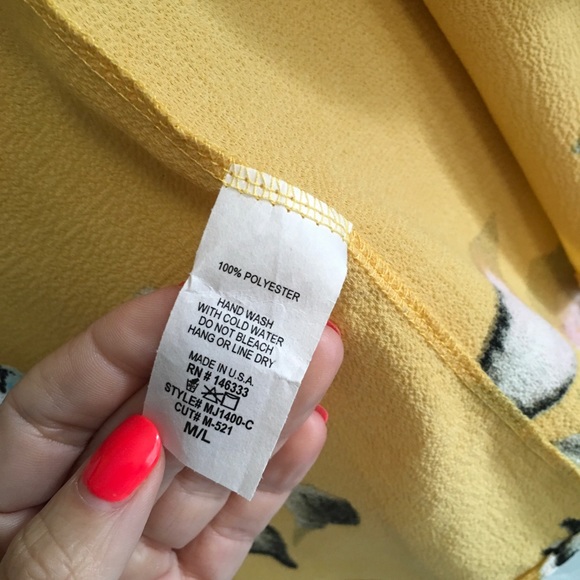 100% POLYESTER
HAND WASH
WITH COLD WATER
DO NOT BLEACH
HANG OR LINE DRY
MADE IN U.S.A.
RN # 146333
STYLE# MJ1400-C
CUT# M-521
M/L